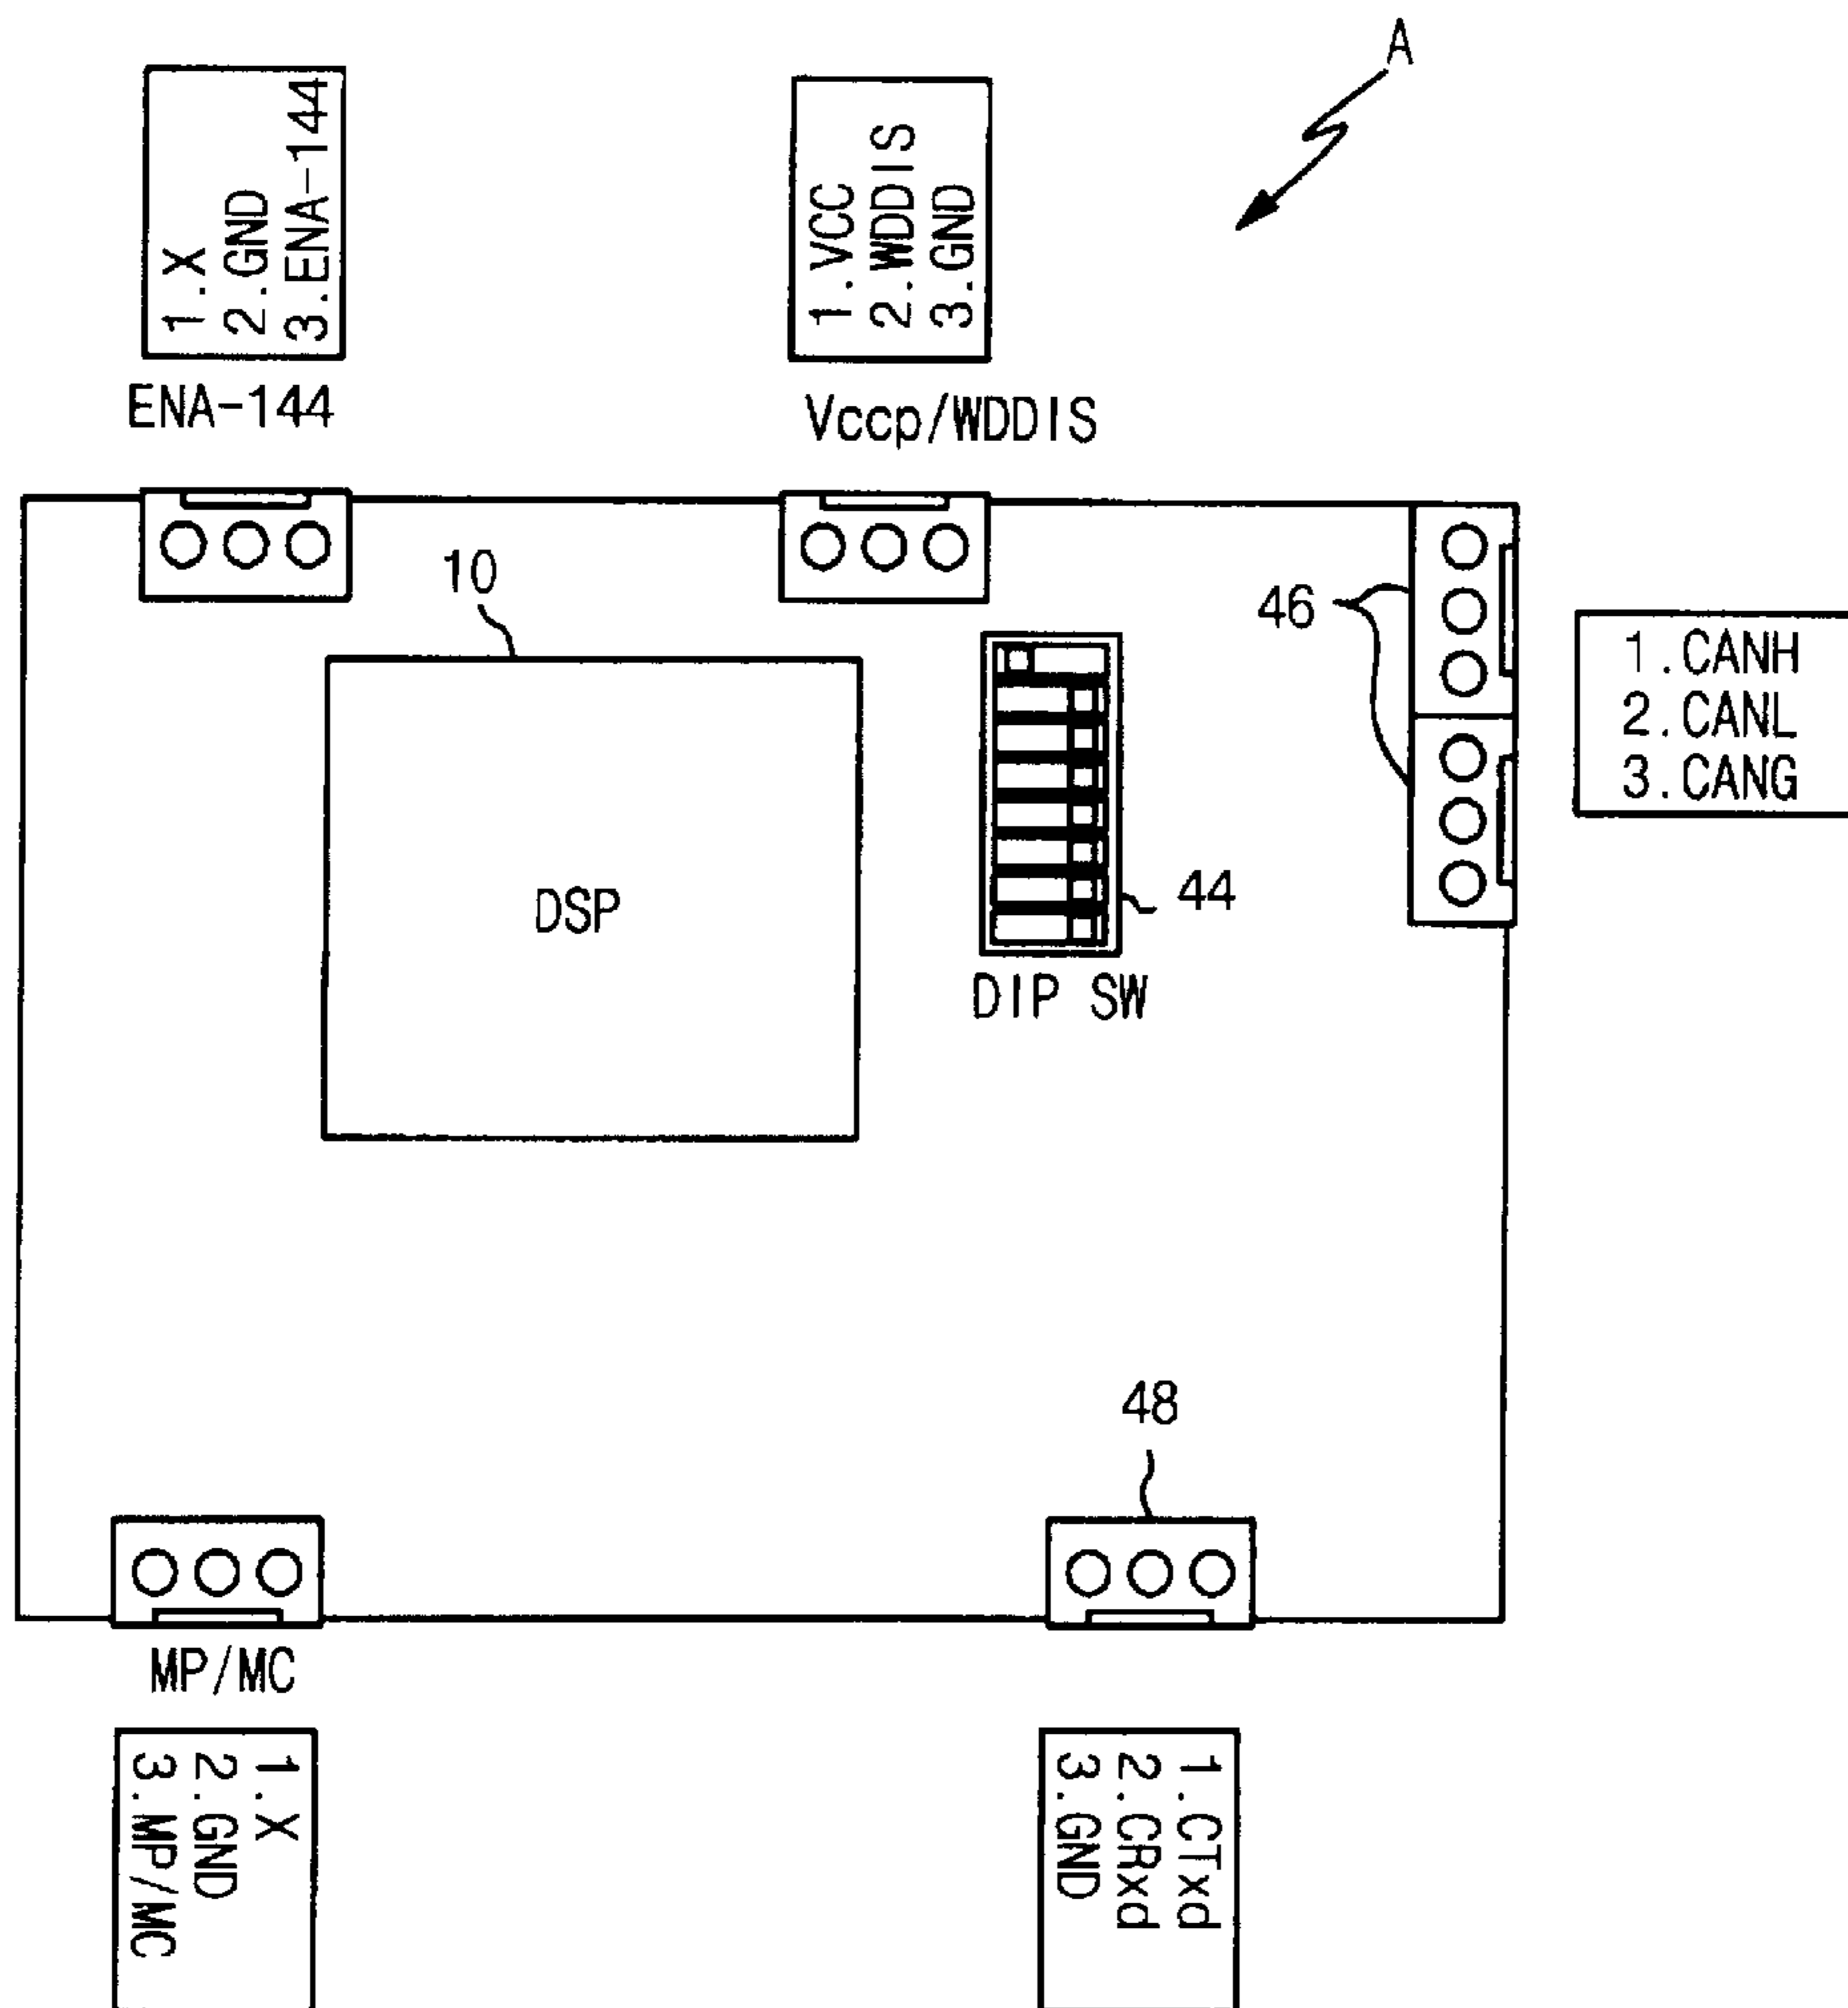 A
1.X
2.GND
3.ENA-144
ENA-144
1.VCC
2.WDDIS
3.GND
Vccp/WDDIS
10
46
1.CANH
2.CANL
3.CANG
DSP
44
DIP SW
48
MP/MC
1.X
2.GND
3.MP/MC
1.CTxd
2.CRxd
3.GND